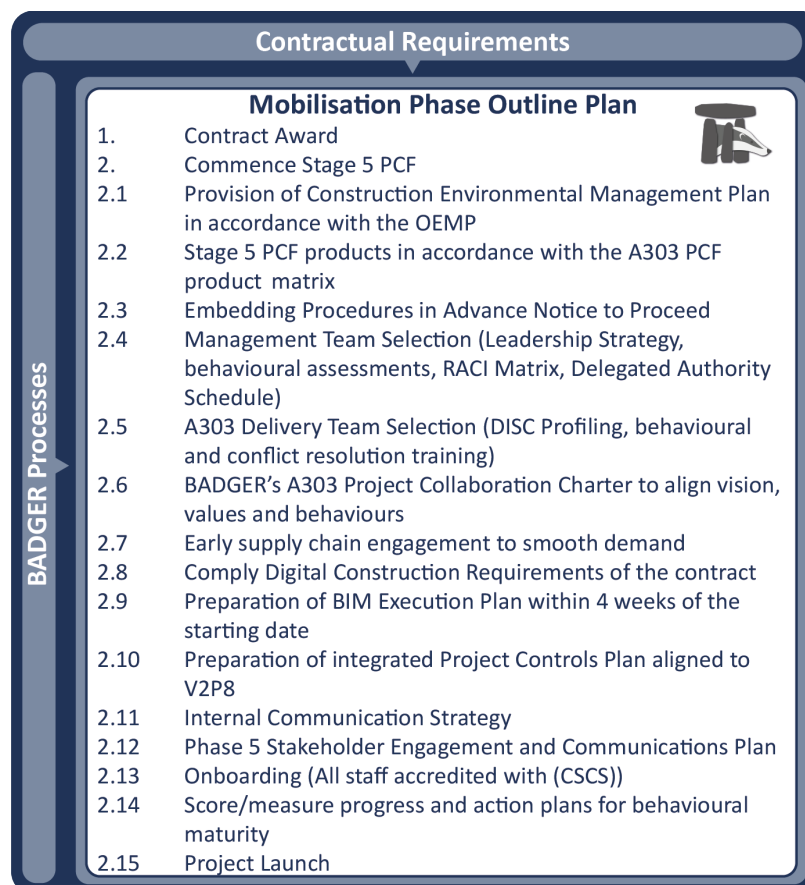 Contractual Requirements
BADGER Processes
Mobilisation Phase Outline Plan
1. Contract Award
2. Commence Stage 5 PCF
2.1 Provision of Construction Environmental Management Plan
in accordance with the OEMP
2.2 Stage 5 PCF products in accordance with the A303 PCF
product matrix
2.3 Embedding Procedures in Advance Notice to Proceed
2.4 Management Team Selection (Leadership Strategy,
behavioural assessments, RACI Matrix, Delegated Authority
Schedule)
2.5 A303 Delivery Team Selection (DISC Profiling, behavioural
and conflict resolution training)
2.6 BADGER’s A303 Project Collaboration Charter to align vision,
values and behaviours
2.7 Early supply chain engagement to smooth demand
2.8 Comply Digital Construction Requirements of the contract
2.9 Preparation of BIM Execution Plan within 4 weeks of the
starting date
2.10 Preparation of integrated Project Controls Plan aligned to
V2P8
2.11 Internal Communication Strategy
2.12 Phase 5 Stakeholder Engagement and Communications Plan
2.13 Onboarding (All staff accredited with (CSCS))
2.14 Score/measure progress and action plans for behavioural
maturity
2.15 Project Launch